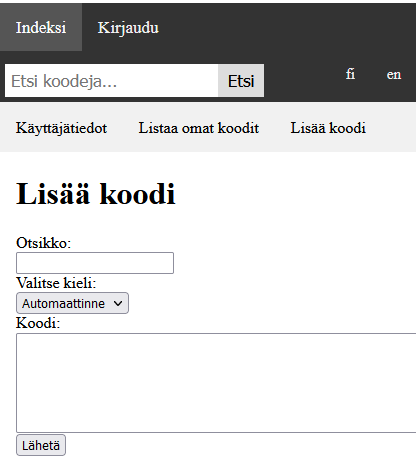 Indeksi Kirjaudu
Etsi koodeja... Etsi fi en
Käyttäjätiedot Listaa omat koodit Lisää koodi
Lisää koodi
Otsikko:
Valitse kieli:
Automaattinne
Koodi:
Lähetä